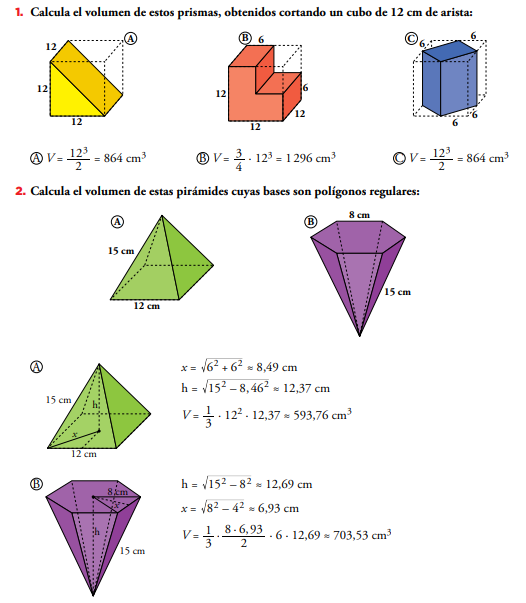 1. Calcula el volumen de estos prismas, obtenidos cortando un cubo de 12 cm de arista:
Ⓐ
12
12
12
Ⓑ
6
12
6
12
12
Ⓒ
6
6
6
6
Ⓐ V = 12³/2 = 864 cm³
Ⓑ V = 3/4 · 12³ = 1 296 cm³
Ⓒ V = 12³/2 = 864 cm³
2. Calcula el volumen de estas pirámides cuyas bases son polígonos regulares:
Ⓐ
15 cm
12 cm
Ⓑ
8 cm
15 cm
Ⓐ
15 cm
h
x
12 cm
x = √(6² + 6²) ≈ 8,49 cm
h = √(15² – 8,46²) ≈ 12,37 cm
V = 1/3 · 12² · 12,37 ≈ 593,76 cm³
Ⓑ
8 cm
x
h
15 cm
h = √(15² – 8²) ≈ 12,69 cm
x = √(8² – 4²) ≈ 6,93 cm
V = 1/3 · (8 · 6,93)/2 · 6 · 12,69 ≈ 703,53 cm³